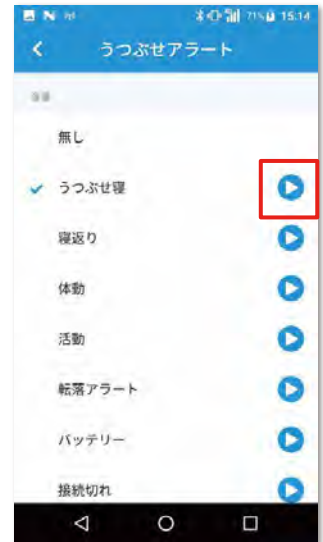 71% 15:14
うつぶせアラート
無し
うつぶせ寝
寝返り
体動
活動
転落アラート
バッテリー
接続切れ